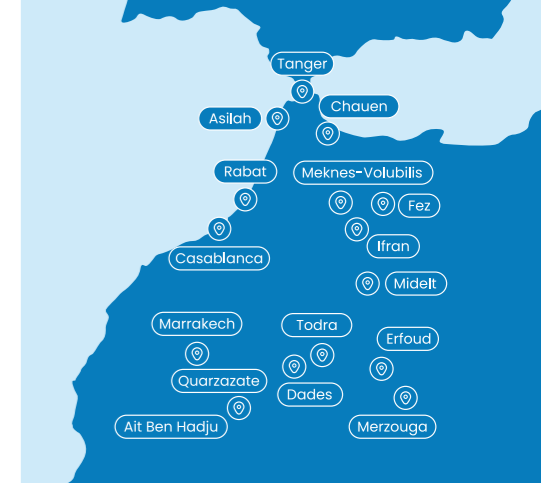 Tanger
Chauen
Asilah
Rabat
Meknes-Volubilis
Fez
Ifran
Casablanca
Midelt
Marrakech
Todra
Erfoud
Quarzazate
Dades
Ait Ben Hadju
Merzouga